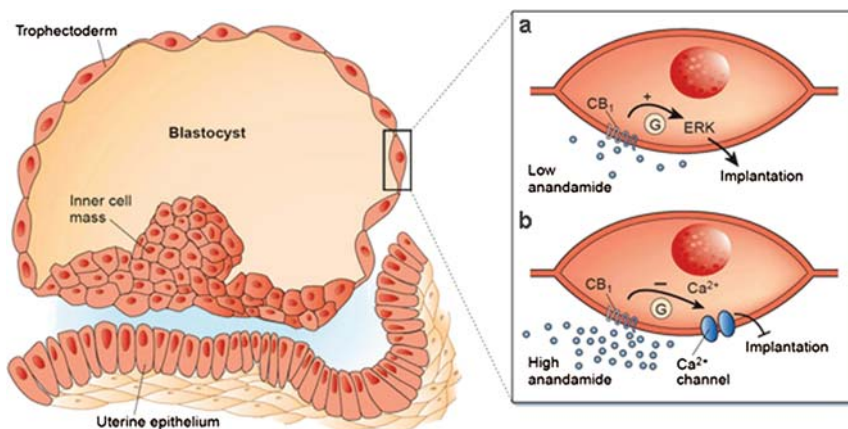 Trophectoderm
Blastocyst
Inner cell
mass
Uterine epithelium
a
CB₁
+
G
ERK
Low
anandamide
Implantation
b
CB₁
−
Ca²⁺
G
High
anandamide
Ca²⁺
channel
Implantation